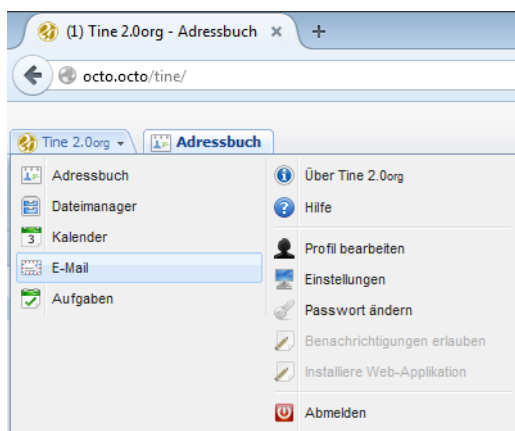 (1) Tine 2.0org - Adressbuch
octo.octo/tine/
Tine 2.0org
Adressbuch
Adressbuch
Dateimanager
3
Kalender
E-Mail
Aufgaben
Über Tine 2.0org
Hilfe
Profil bearbeiten
Einstellungen
Passwort ändern
Benachrichtigungen erlauben
Installiere Web-Applikation
Abmelden